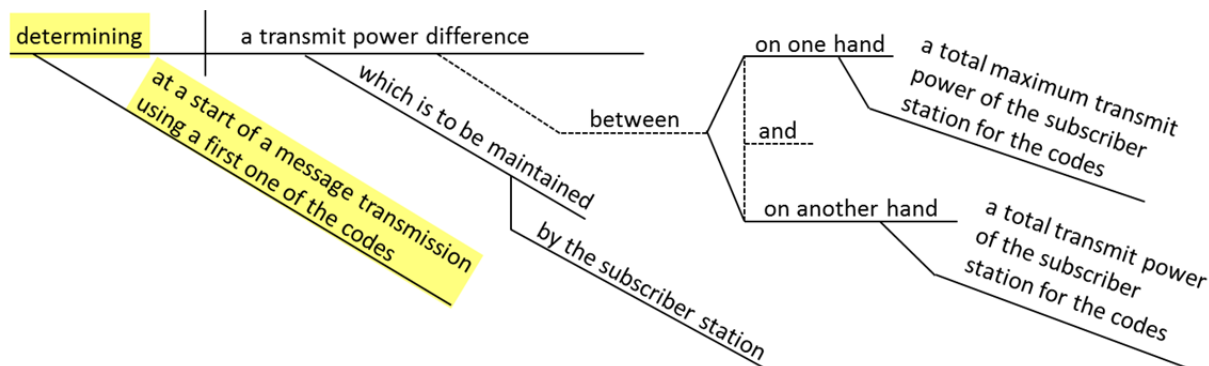 determining
a transmit power difference
at a start of a message transmission
using a first one of the codes
which is to be maintained
by the subscriber station
between
on one hand
a total maximum transmit
power of the subscriber
station for the codes
and
on another hand
a total transmit power
of the subscriber
station for the codes